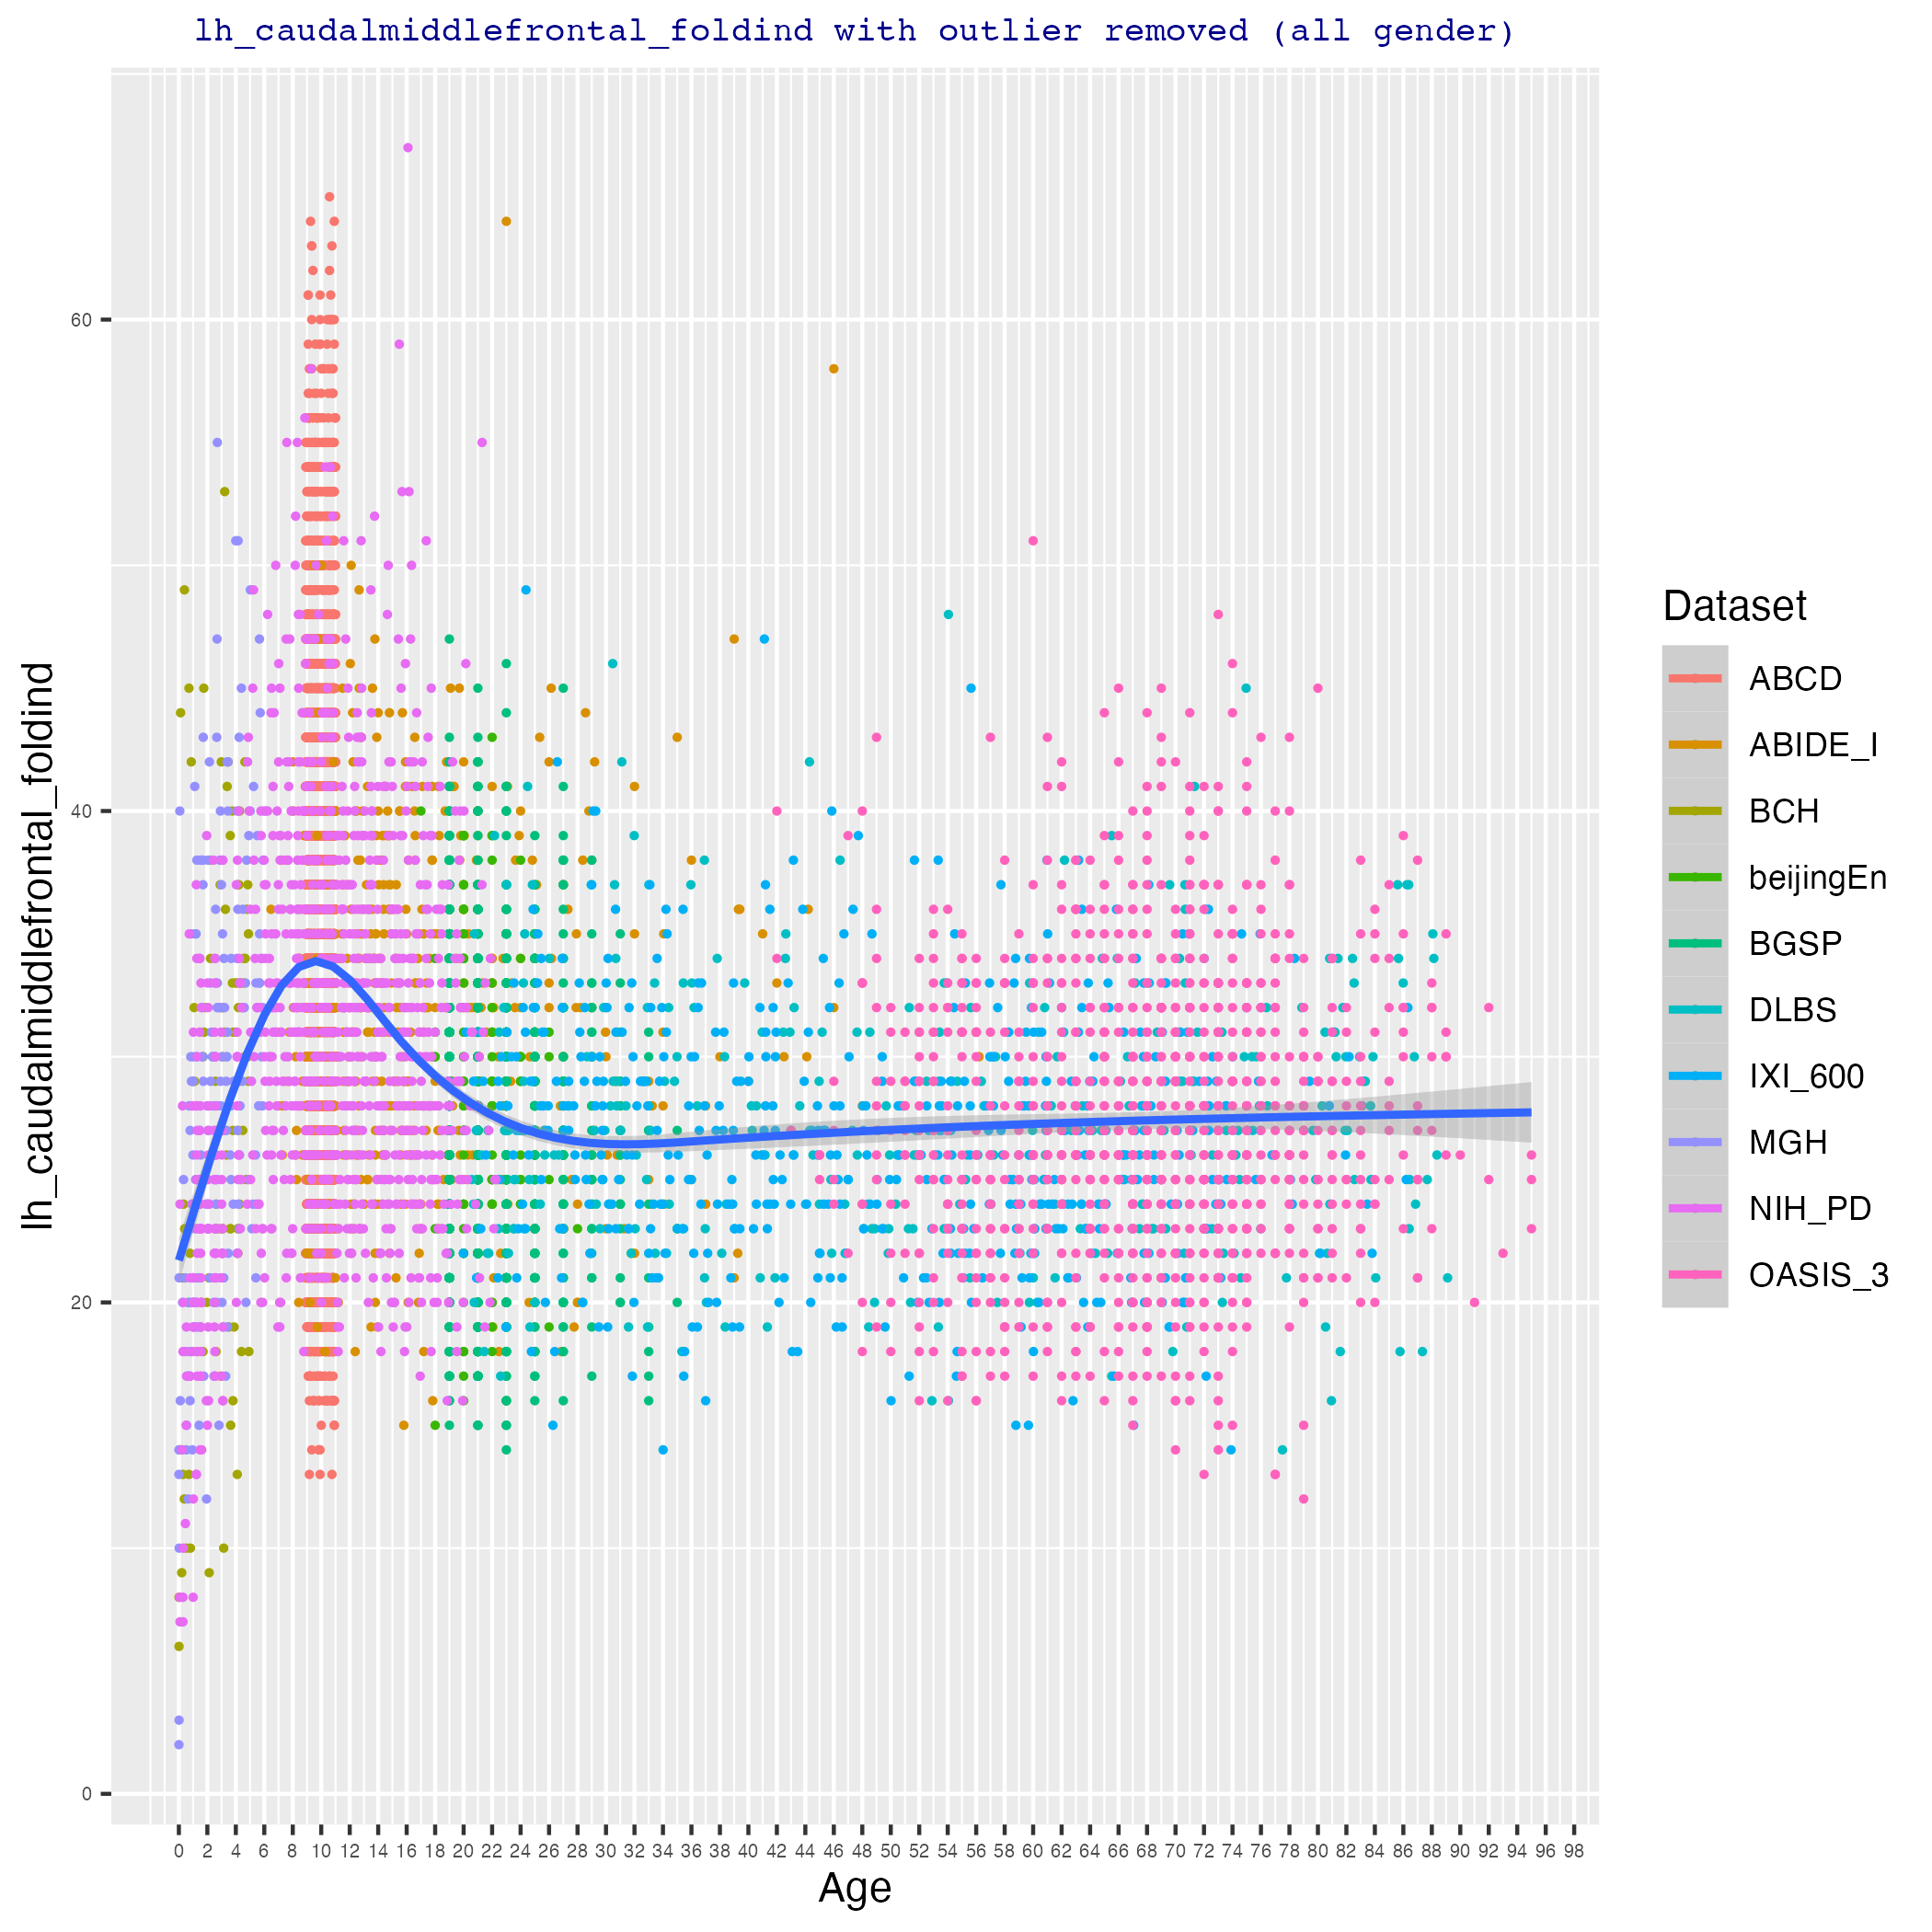 lh_caudalmiddlefrontal_foldind with outlier removed (all gender)
lh_caudalmiddlefrontal_foldind
60
40
20
0
0 2 4 6 8 10 12 14 16 18 20 22 24 26 28 30 32 34 36 38 40 42 44 46 48 50 52 54 56 58 60 62 64 66 68 70 72 74 76 78 80 82 84 86 88 90 92 94 96 98
Age
Dataset
ABCD
ABIDE_I
BCH
beijingEn
BGSP
DLBS
IXI_600
MGH
NIH_PD
OASIS_3